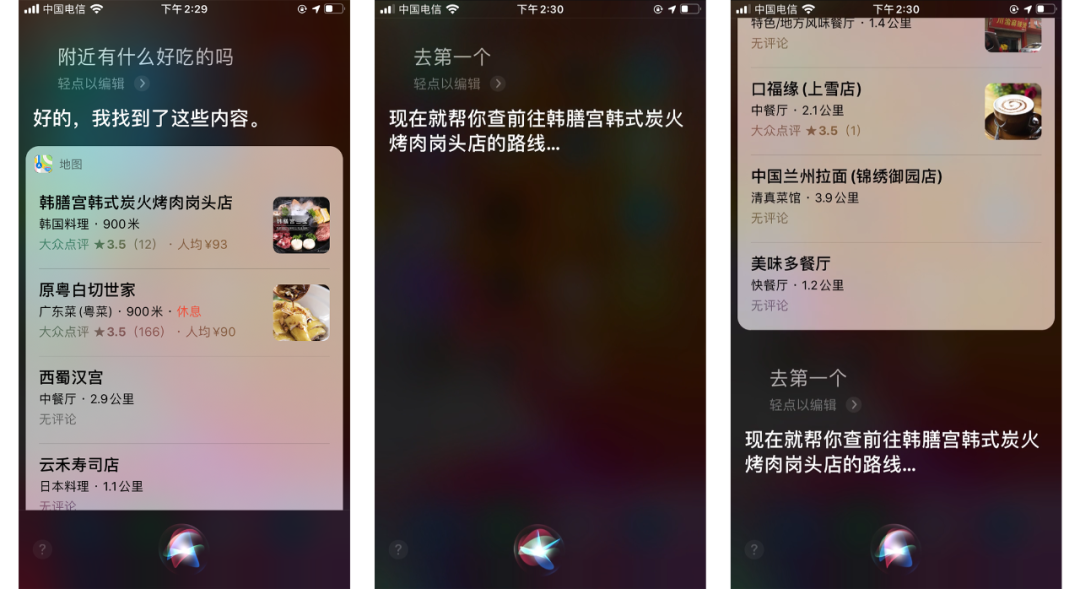 中国电信
下午2:29
附近有什么好吃的吗
轻点以编辑
好的，我找到了这些内容。
地图
韩膳宫韩式炭火烤肉岗头店
韩国料理 · 900米
大众点评 ★3.5（12） · 人均¥93
原粤白切世家
广东菜(粤菜) · 900米 · 休息
大众点评 ★3.5（166） · 人均¥90
西蜀汉宫
中餐厅 · 2.9公里
无评论
云禾寿司店
日本料理 · 1.1公里
无评论
?
中国电信
下午2:30
去第一个
轻点以编辑
现在就帮你查前往韩膳宫韩式炭火
烤肉岗头店的路线...
?
中国电信
下午2:30
特色/地方风味餐厅 · 1.4公里
无评论
口福缘(上雪店)
中餐厅 · 2.1公里
大众点评 ★3.5（1）
中国兰州拉面(锦绣御园店)
清真菜馆 · 3.9公里
无评论
美味多餐厅
快餐厅 · 1.2公里
无评论
去第一个
轻点以编辑
现在就帮你查前往韩膳宫韩式炭火
烤肉岗头店的路线...
?